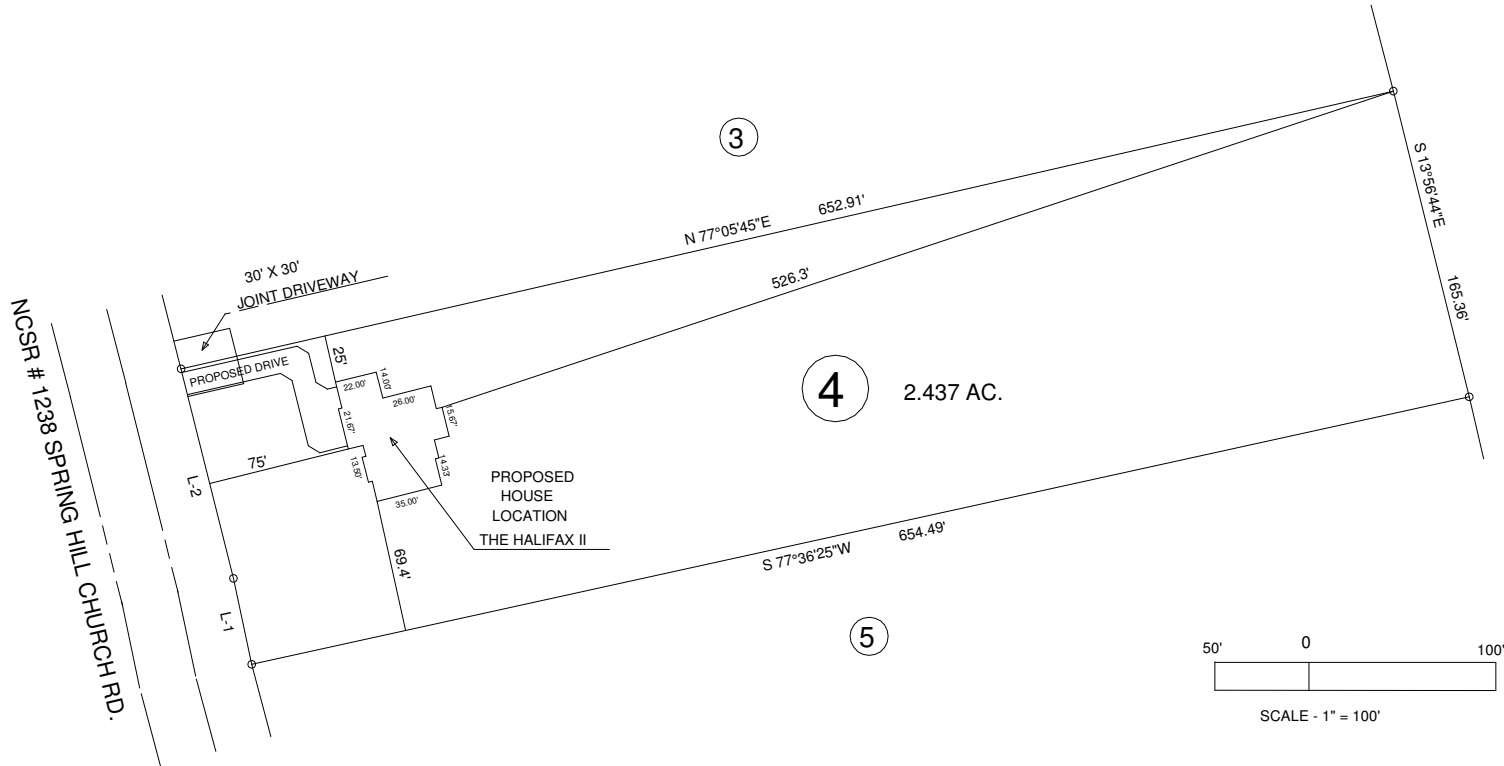 3
N 77°05'45"E
652.91'
S 13°56'44"E
165.36'
526.3'
30' X 30'
JOINT DRIVEWAY
NCSR # 1238 SPRING HILL CHURCH RD.
PROPOSED DRIVE
25'
22.00'
14.00'
26.00'
15.67'
21.67'
14.33'
13.50'
35.00'
75'
69.4'
L-2
L-1
4
2.437 AC.
PROPOSED
HOUSE
LOCATION
THE HALIFAX II
S 77°36'25"W
654.49'
5
50'
0
100'
SCALE - 1" = 100'